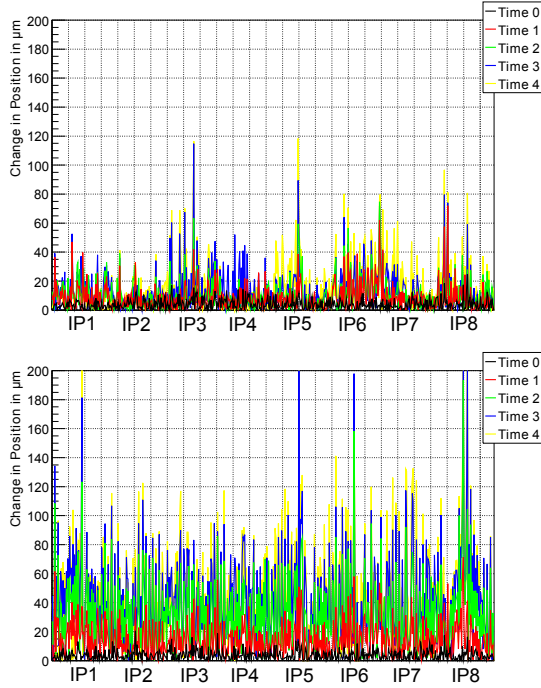 Time 0
Time 1
Time 2
Time 3
Time 4
Change in Position in µm
200
180
160
140
120
100
80
60
40
20
0
IP1 IP2 IP3 IP4 IP5 IP6 IP7 IP8
Time 0
Time 1
Time 2
Time 3
Time 4
Change in Position in µm
200
180
160
140
120
100
80
60
40
20
0
IP1 IP2 IP3 IP4 IP5 IP6 IP7 IP8